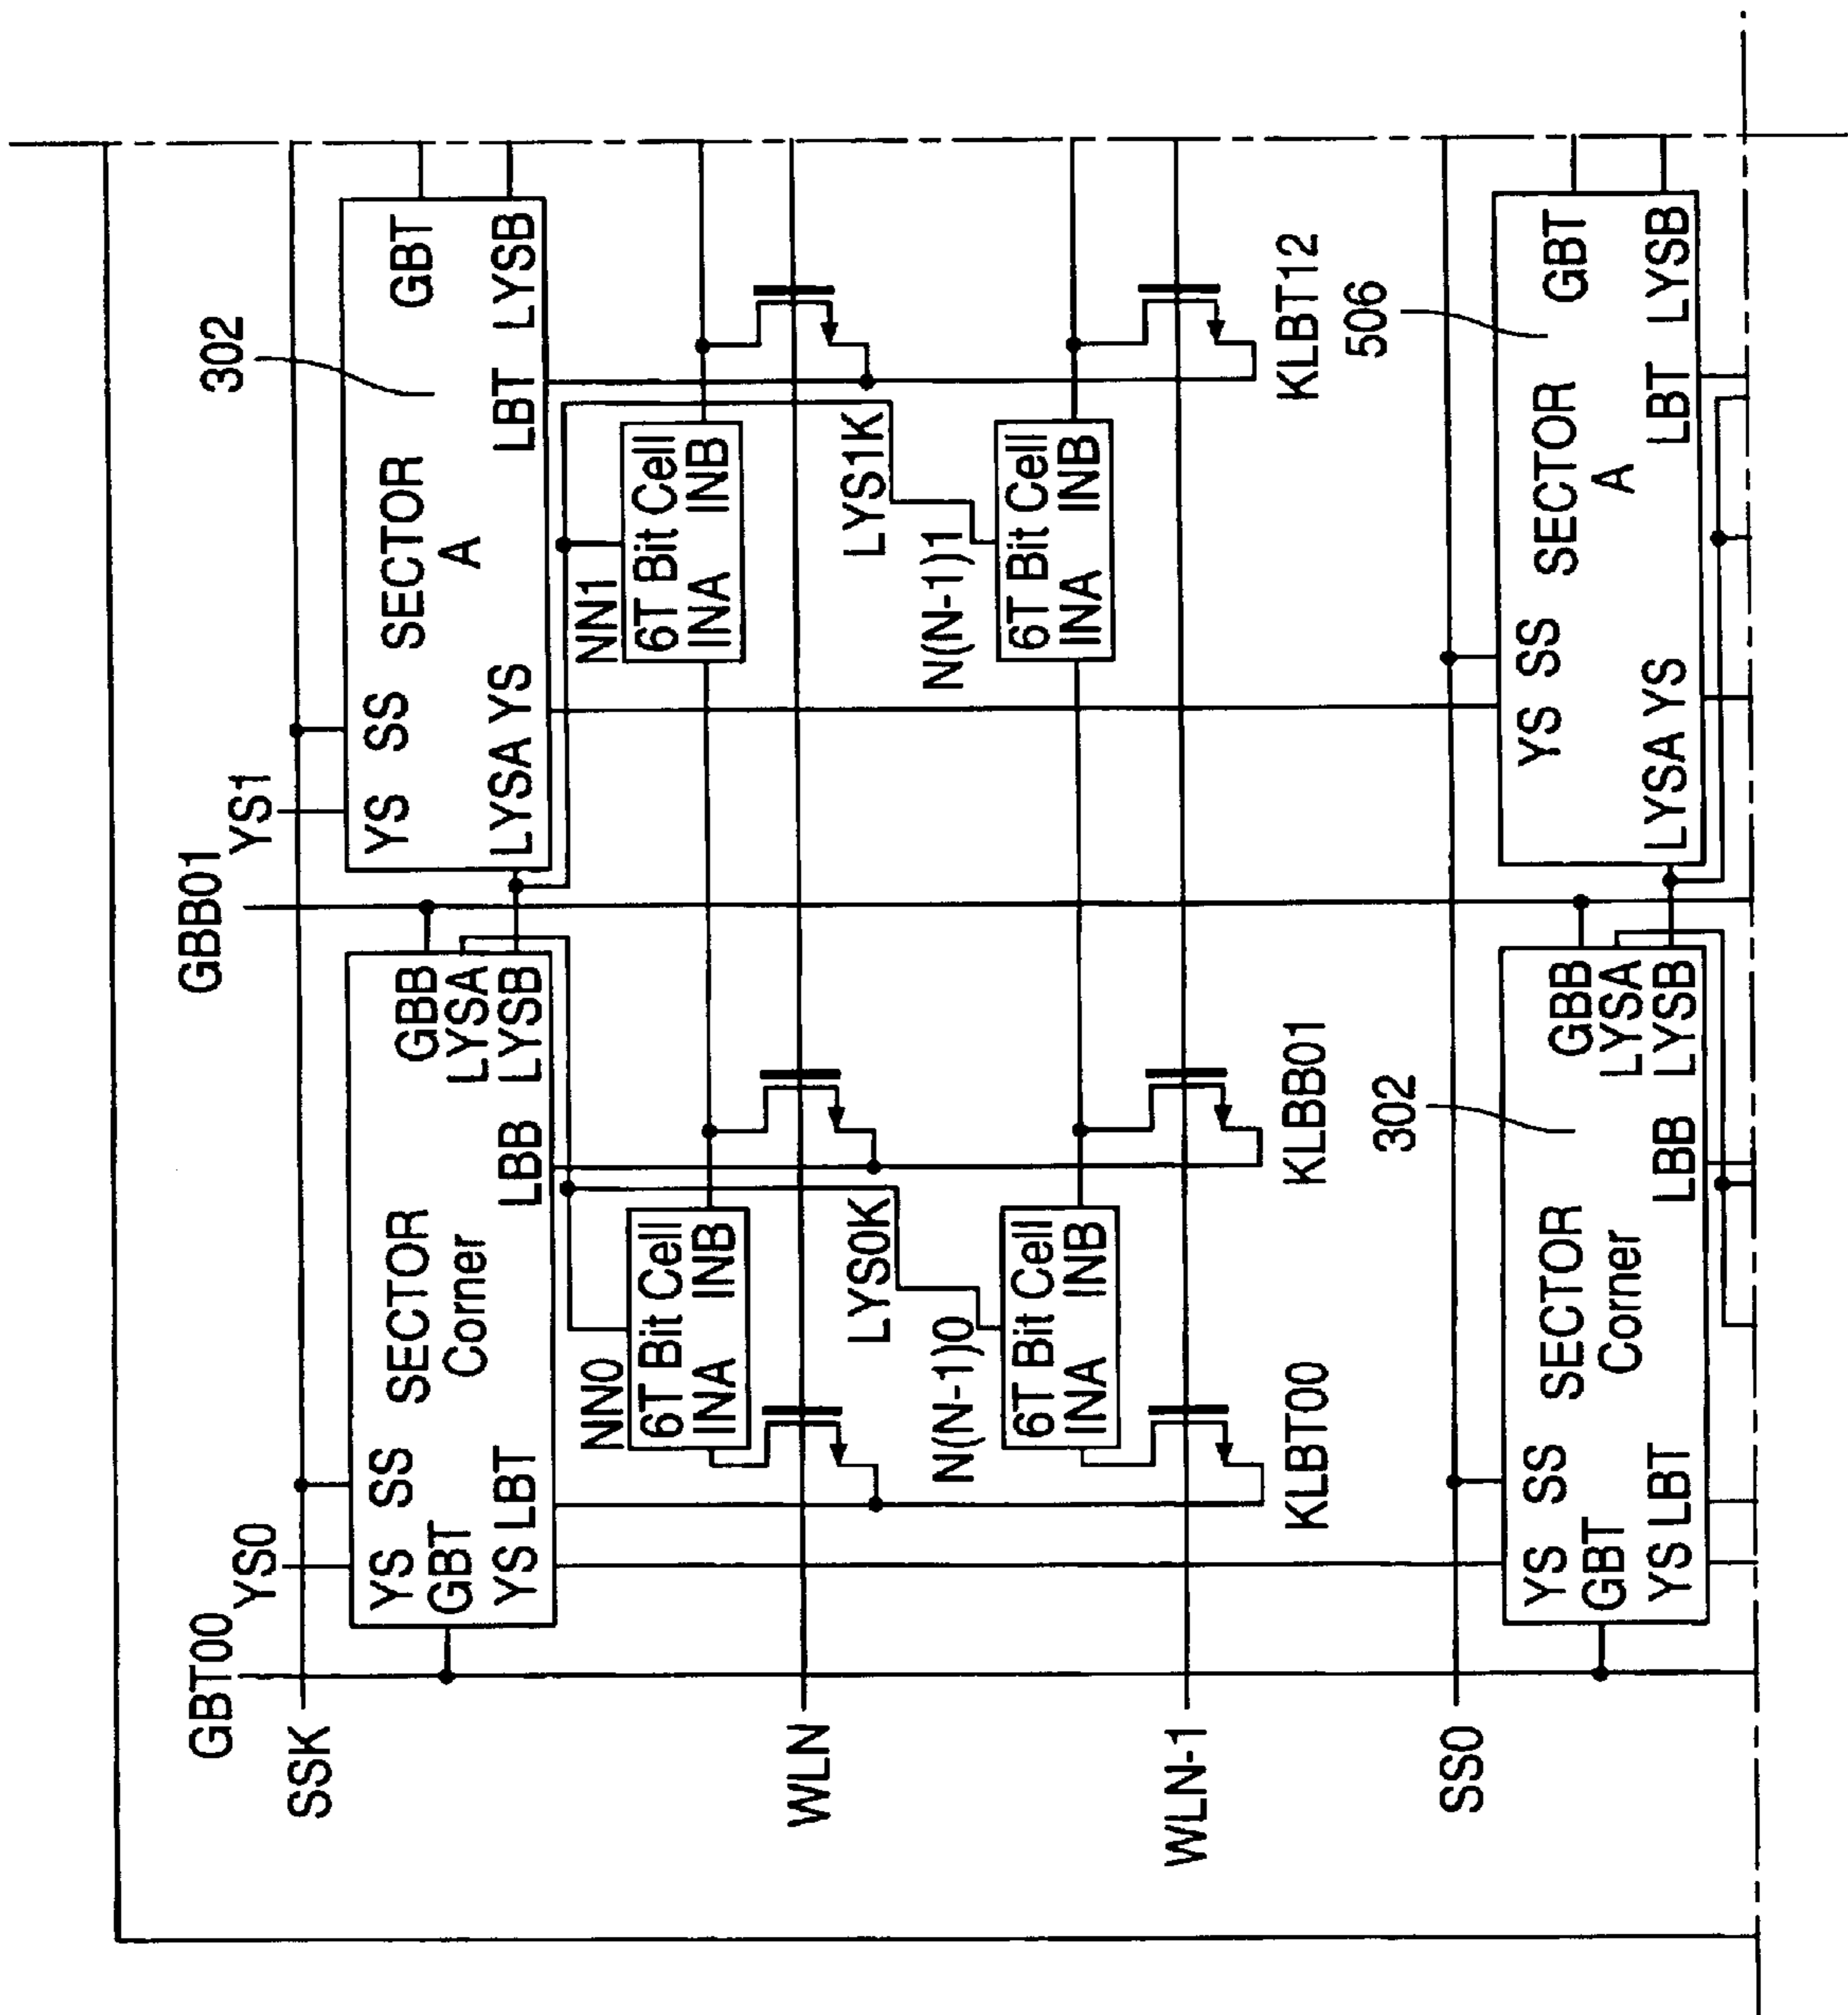 GBT00
YS0
GBB01
YS1
SSK
YS SS
GBT
SECTOR
Corner
GBB
LYSA
YS LBT
LBB LYSB
302
YS SS
SECTOR
A
GBT
LYSA YS
LBT LYSB
NN0
6T Bit Cell
INA INB
NN1
6T Bit Cell
INA INB
WLN
LYS0K
LYS1K
N(N-1)0
6T Bit Cell
INA INB
N(N-1)1
6T Bit Cell
INA INB
WLN-1
KLBT00
KLBB01
KLBT12
302
506
SS0
YS SS
GBT
SECTOR
Corner
GBB
LYSA
YS LBT
LBB LYSB
YS SS
SECTOR
A
GBT
LYSA YS
LBT LYSB